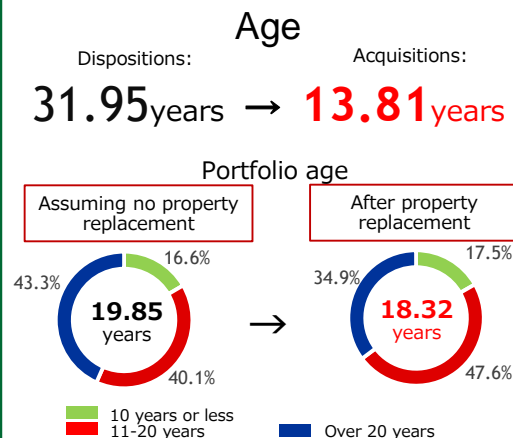 Age
Dispositions:
Acquisitions:
31.95years → 13.81years
Portfolio age
Assuming no property
replacement
After property
replacement
16.6%
43.3%
19.85
years
40.1%
→
17.5%
34.9%
18.32
years
47.6%
10 years or less
11-20 years
Over 20 years